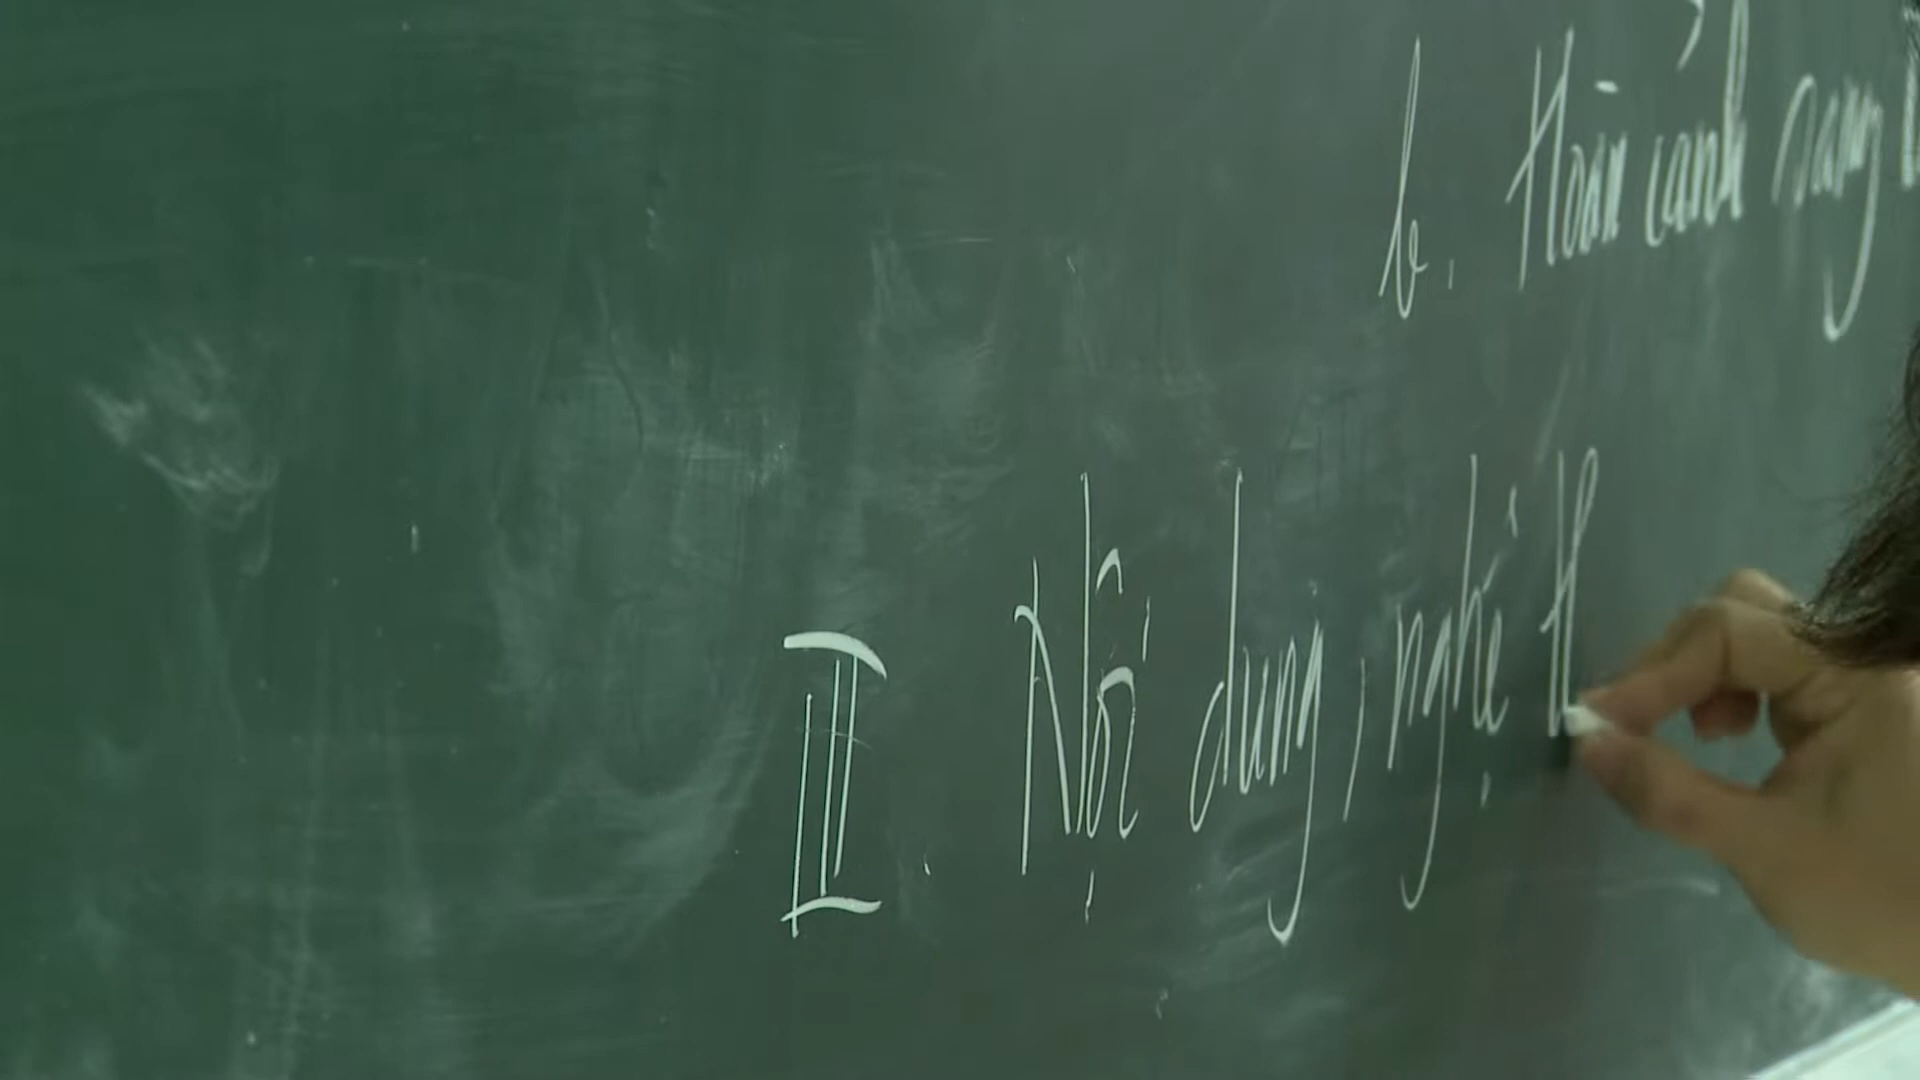 b. Hoàn cảnh sáng
III. Nội dung, nghệ th